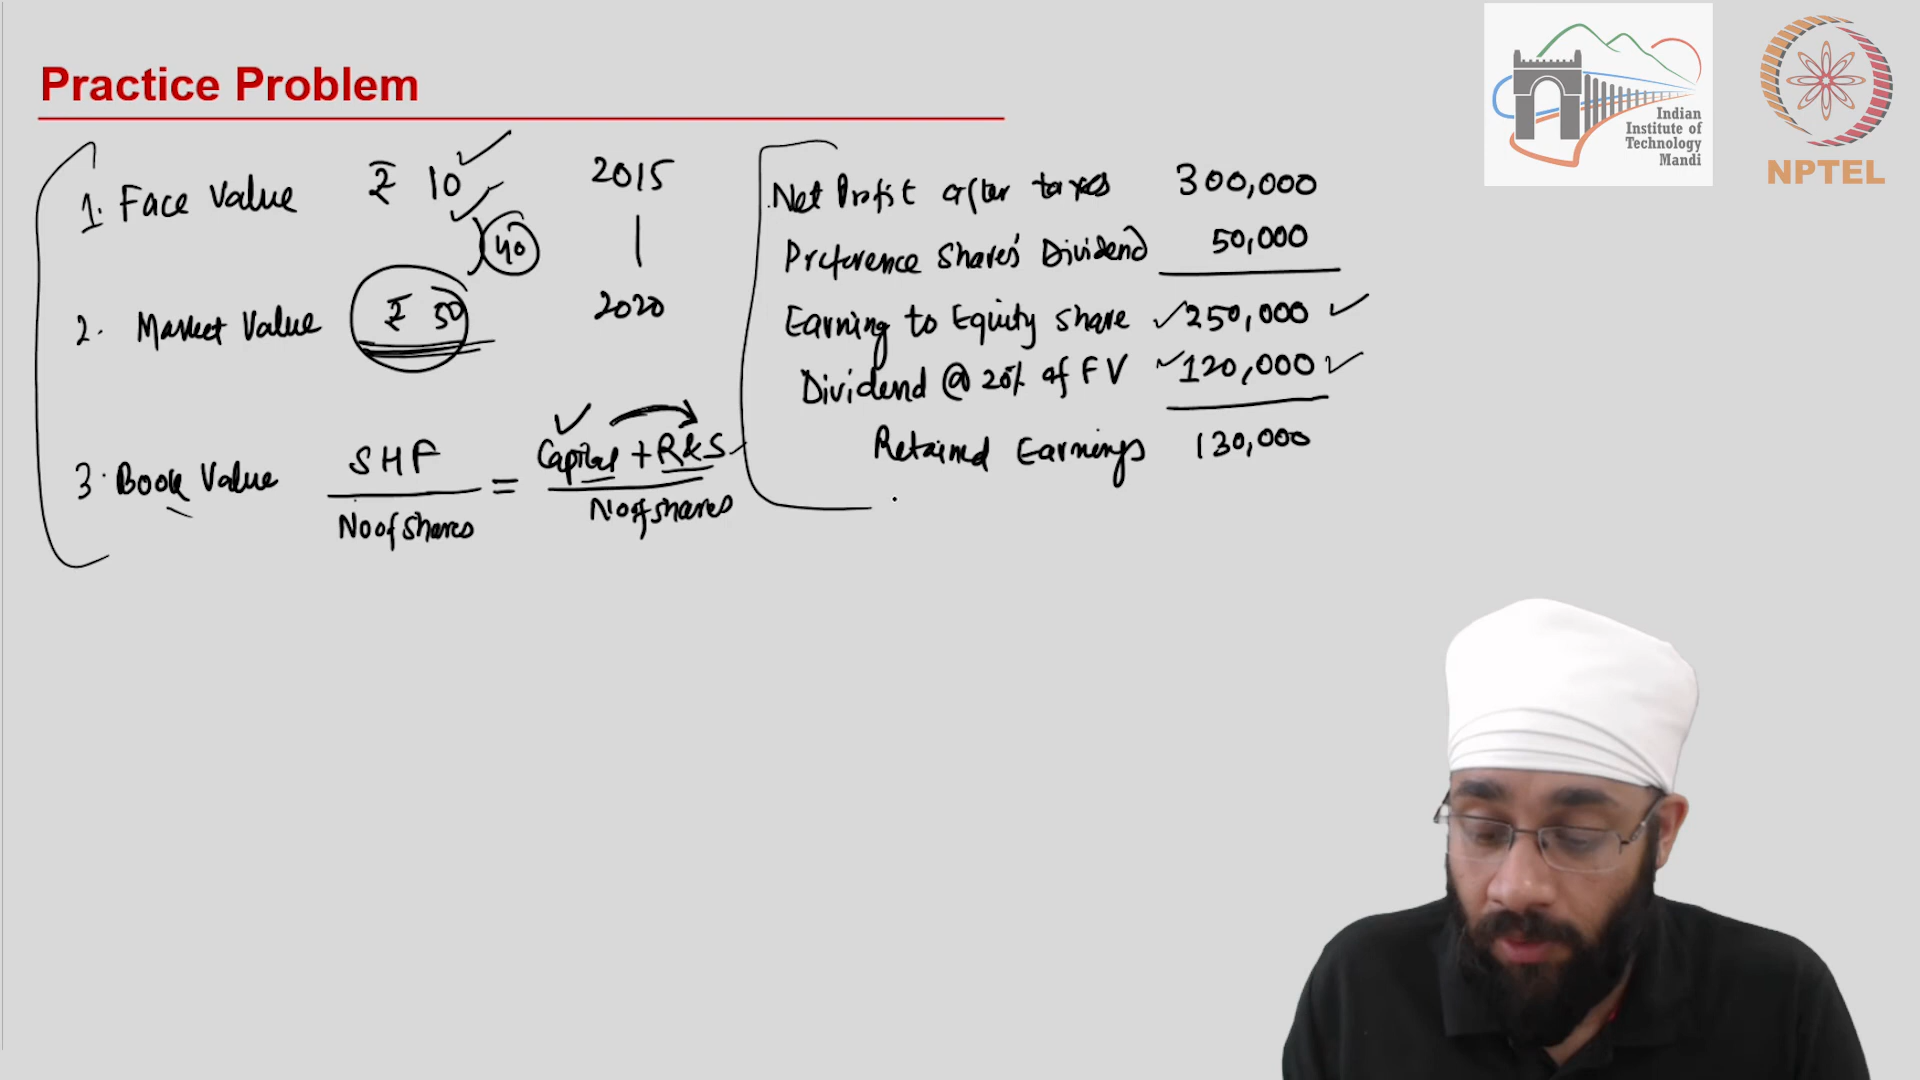 Practice Problem
1. Face Value ₹ 10 2015
40
2. Market Value ₹ 50 2020
3. Book Value SHF / No of Shares = Capital + R&S / No of shares
Net Profit after taxes 300,000
Preference Shares' Dividend 50,000
Earning to Equity Share 250,000
Dividend @ 20% of FV 120,000
Retained Earnings 130,000
Indian
Institute of
Technology
Mandi
NPTEL